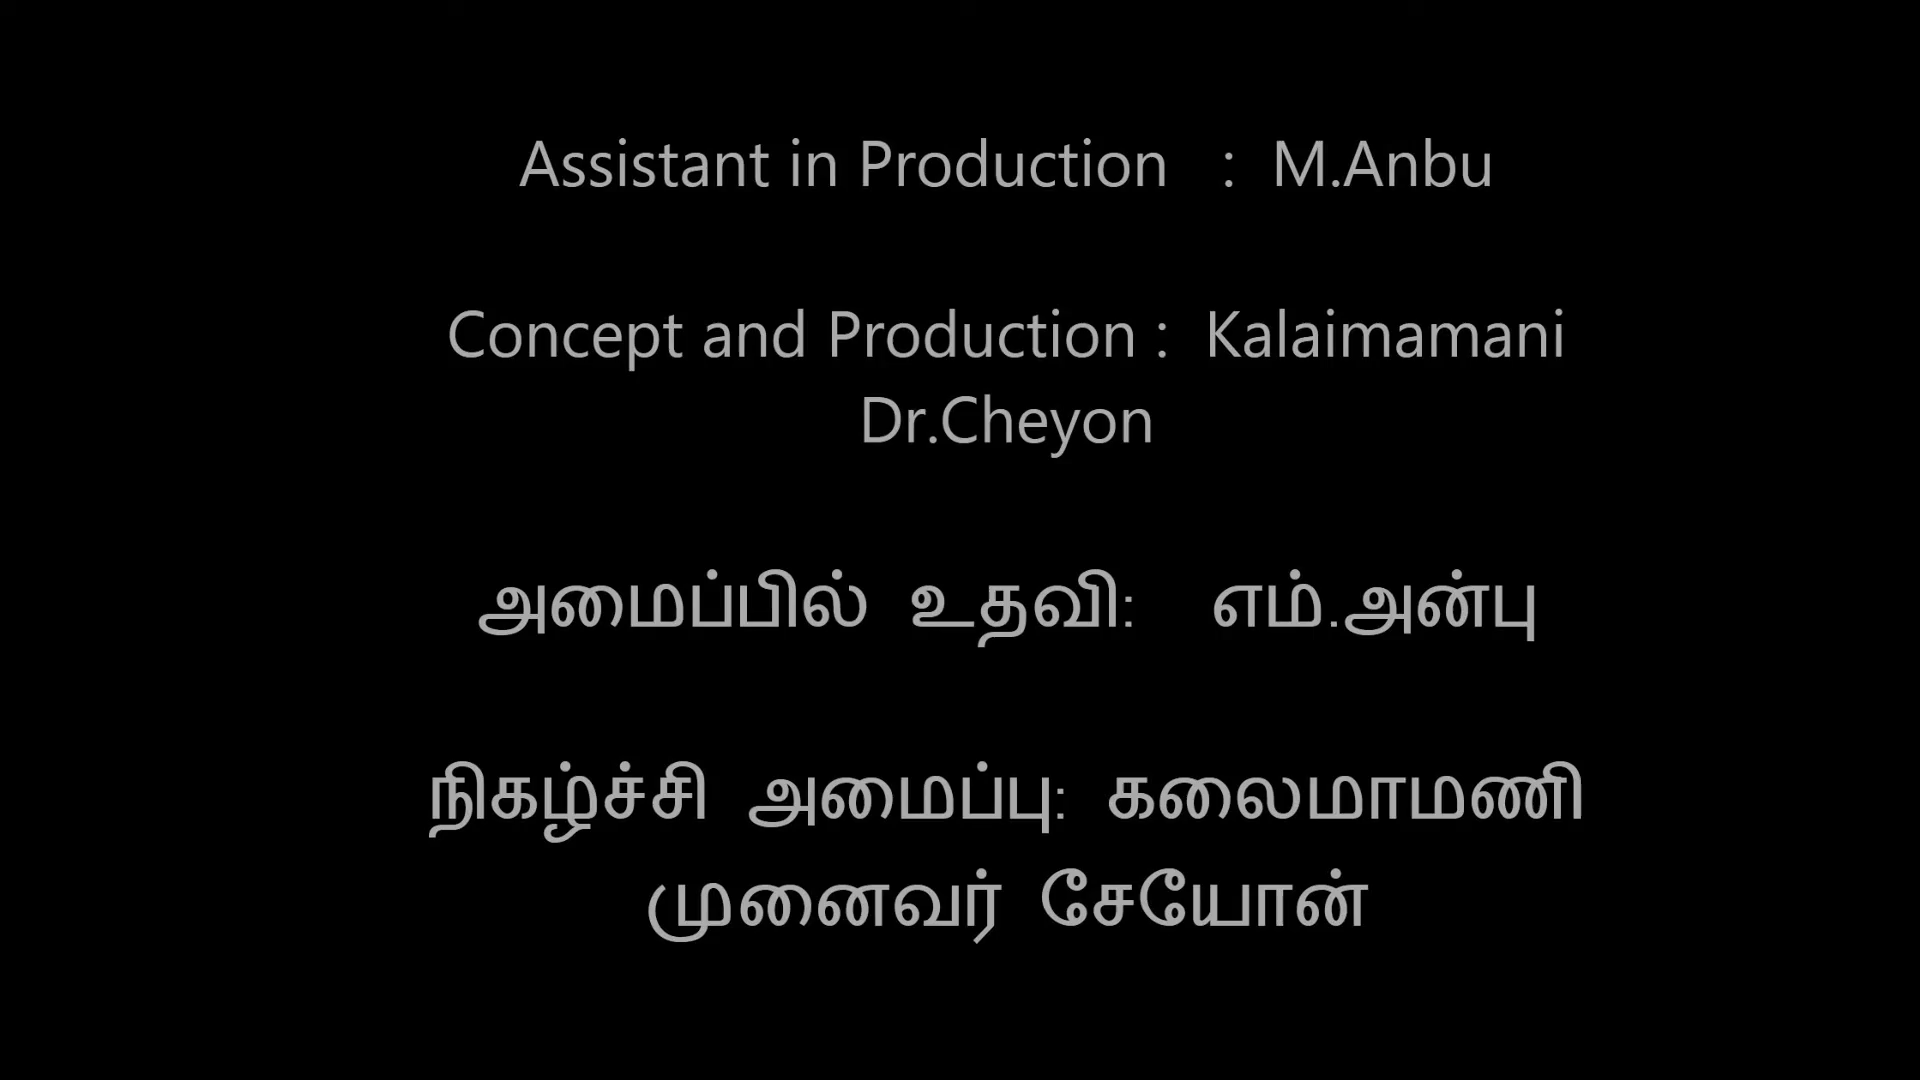 Assistant in Production : M.Anbu
Concept and Production : Kalaimamani
Dr.Cheyon
அமைப்பில் உதவி: எம்.அன்பு
நிகழ்ச்சி அமைப்பு: கலைமாமணி
முனைவர் சேயோன்